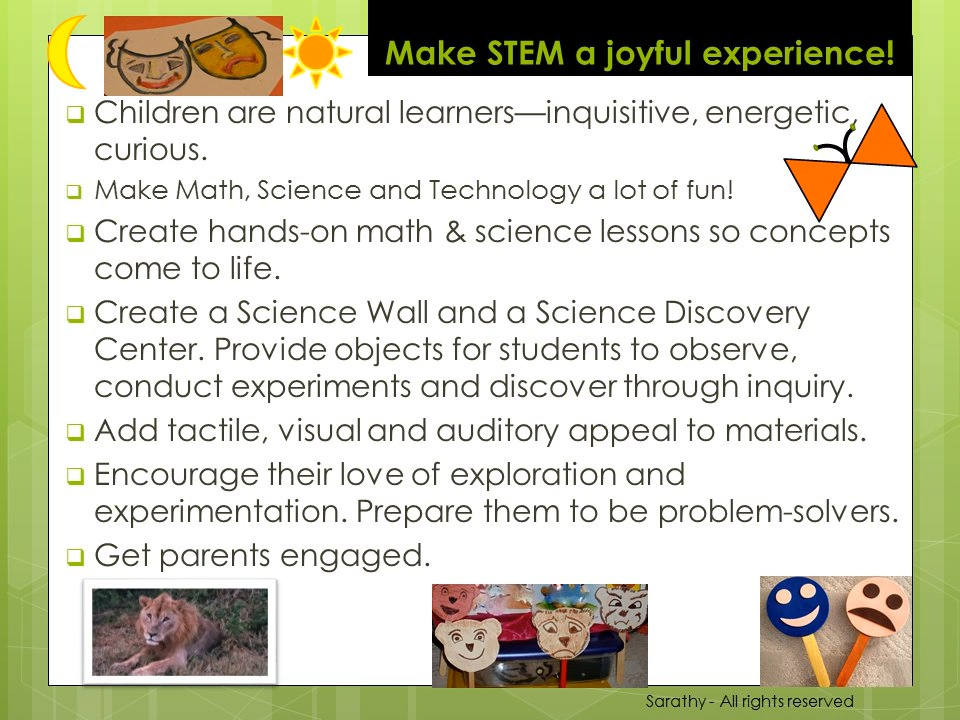 Make STEM a joyful experience!
Children are natural learners—inquisitive, energetic,
curious.
Make Math, Science and Technology a lot of fun!
Create hands-on math & science lessons so concepts
come to life.
Create a Science Wall and a Science Discovery
Center. Provide objects for students to observe,
conduct experiments and discover through inquiry.
Add tactile, visual and auditory appeal to materials.
Encourage their love of exploration and
experimentation. Prepare them to be problem-solvers.
Get parents engaged.
Sarathy - All rights reserved